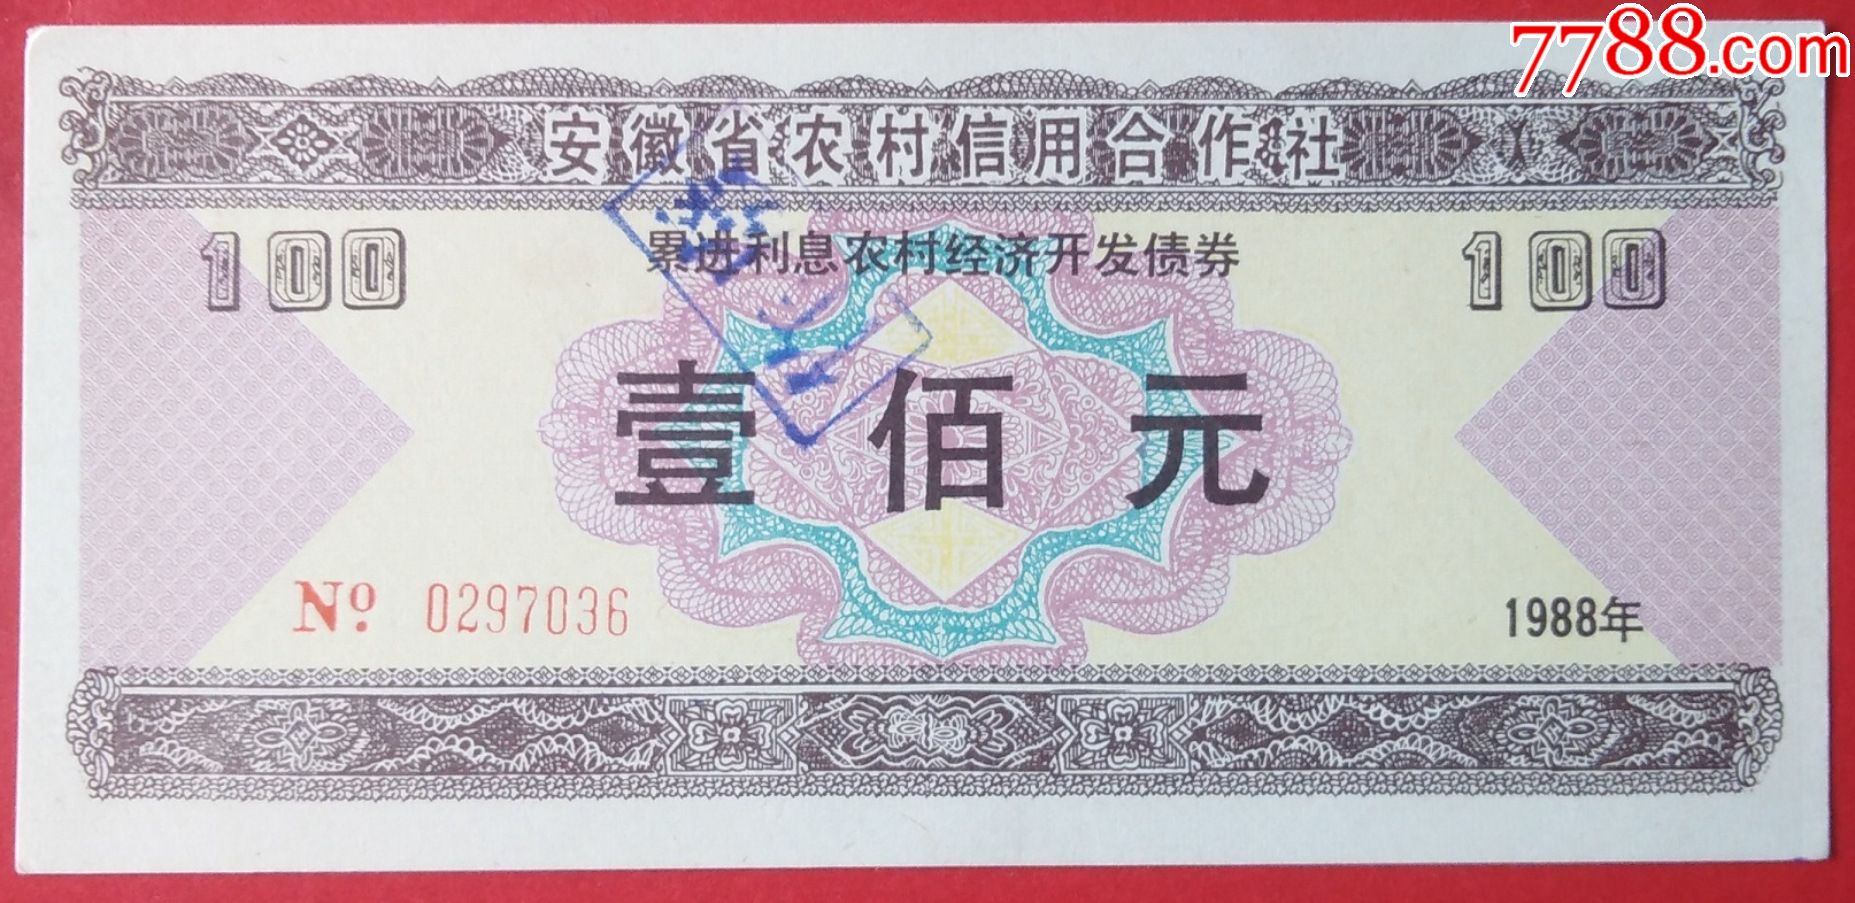 7788.com
安徽省农村信用合作社
累进利息农村经济开发债券
100
100
壹佰元
Nº 0297036
1988年